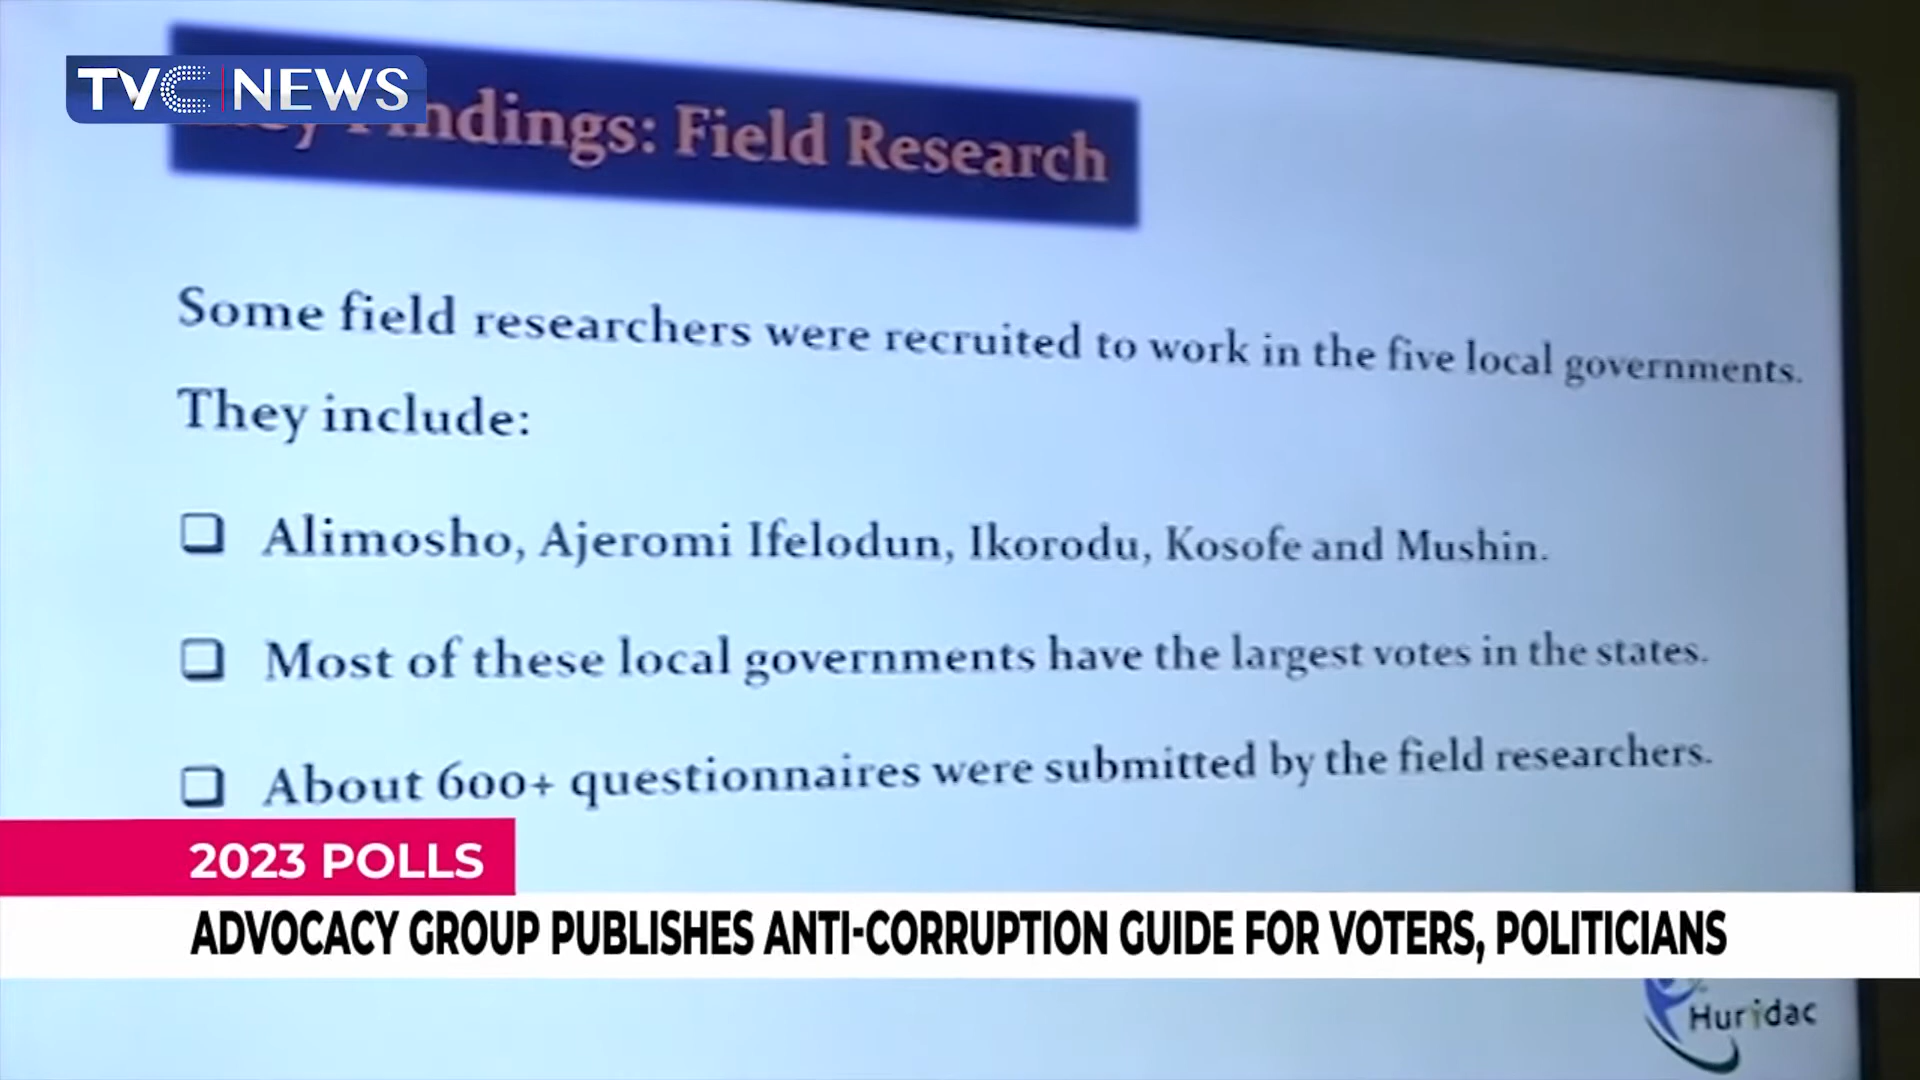 TVC NEWS
Findings: Field Research
Some field researchers were recruited to work in the five local governments.
They include:
Alimosho, Ajeromi Ifelodun, Ikorodu, Kosofe and Mushin.
Most of these local governments have the largest votes in the states.
About 600+ questionnaires were submitted by the field researchers.
2023 POLLS
ADVOCACY GROUP PUBLISHES ANTI-CORRUPTION GUIDE FOR VOTERS, POLITICIANS
Huridac